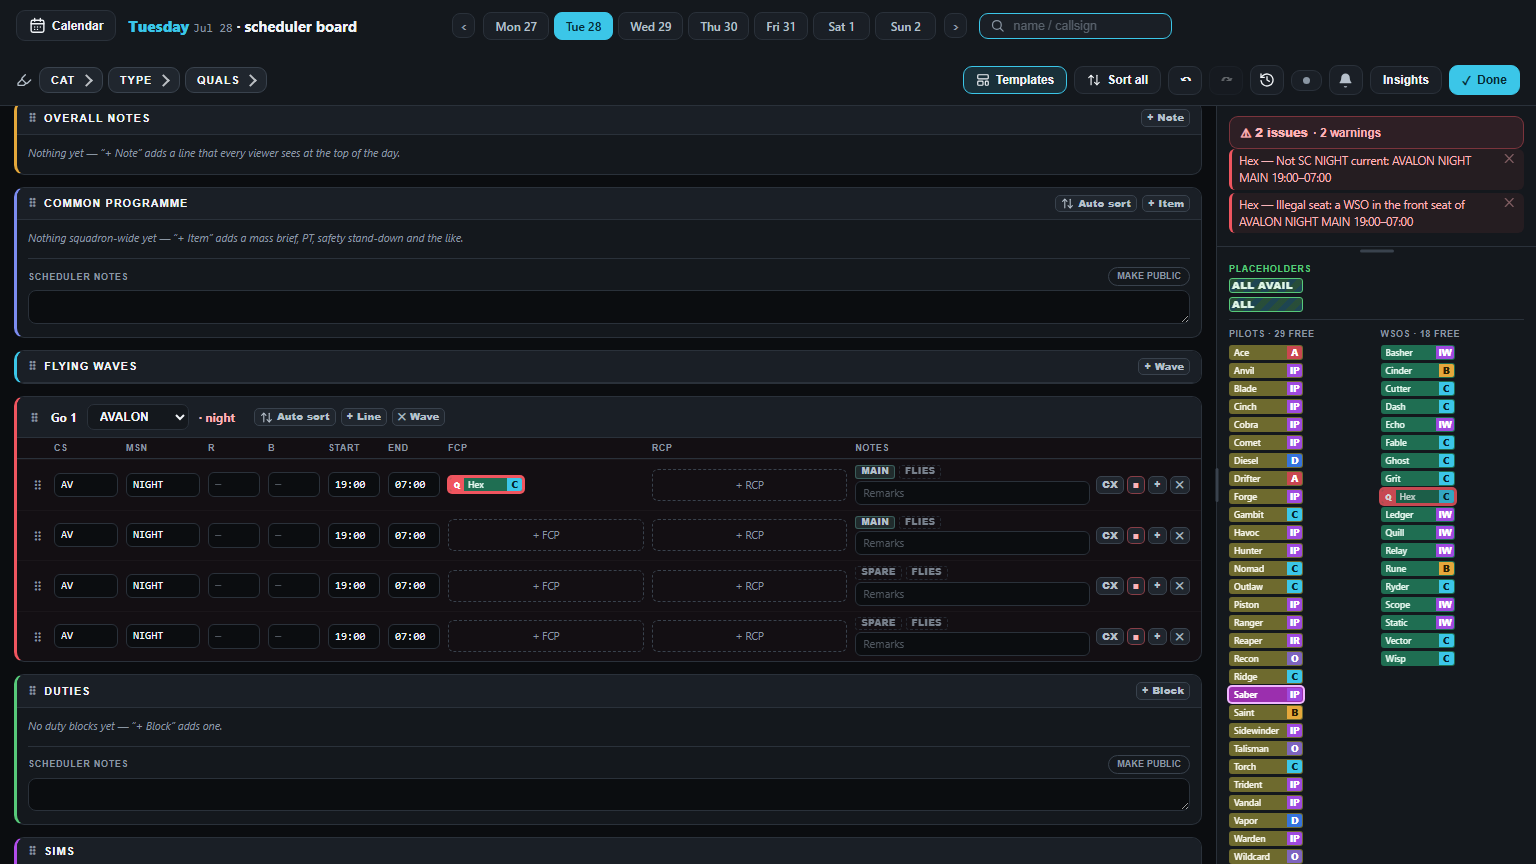 Calendar
Tuesday Jul 28 · scheduler board
‹ Mon 27 Tue 28 Wed 29 Thu 30 Fri 31 Sat 1 Sun 2 ›
name / callsign
CAT TYPE QUALS
Templates Sort all Insights ✓ Done
OVERALL NOTES + Note
Nothing yet — "+ Note" adds a line that every viewer sees at the top of the day.
COMMON PROGRAMME Auto sort + Item
Nothing squadron-wide yet — "+ Item" adds a mass brief, PT, safety stand-down and the like.
SCHEDULER NOTES MAKE PUBLIC
FLYING WAVES + Wave
Go 1 AVALON · night Auto sort + Line ✕ Wave
CS MSN R B START END FCP RCP NOTES
AV NIGHT – – 19:00 07:00 Q Hex C + RCP MAIN FLIES Remarks CX ■ + ✕
AV NIGHT – – 19:00 07:00 + FCP + RCP MAIN FLIES Remarks CX ■ + ✕
AV NIGHT – – 19:00 07:00 + FCP + RCP SPARE FLIES Remarks CX ■ + ✕
AV NIGHT – – 19:00 07:00 + FCP + RCP SPARE FLIES Remarks CX ■ + ✕
DUTIES + Block
No duty blocks yet — "+ Block" adds one.
SCHEDULER NOTES MAKE PUBLIC
SIMS
⚠ 2 issues · 2 warnings
Hex — Not SC NIGHT current: AVALON NIGHT
MAIN 19:00–07:00
Hex — Illegal seat: a WSO in the front seat of
AVALON NIGHT MAIN 19:00–07:00
PLACEHOLDERS
ALL AVAIL
ALL
PILOTS · 29 FREE
Ace A
Anvil IP
Blade IP
Cinch IP
Cobra IP
Comet IP
Diesel D
Drifter A
Forge IP
Gambit C
Havoc IP
Hunter IP
Nomad C
Outlaw C
Piston IP
Ranger IP
Reaper IR
Recon O
Ridge C
Saber IP
Saint B
Sidewinder IP
Talisman O
Torch C
Trident IP
Vandal IP
Vapor D
Warden IP
Wildcard O
WSOS · 18 FREE
Basher IW
Cinder B
Cutter C
Dash C
Echo IW
Fable C
Ghost C
Grit C
Q Hex C
Ledger IW
Quill IW
Relay IW
Rune B
Ryder C
Scope IW
Static IW
Vector C
Wisp C